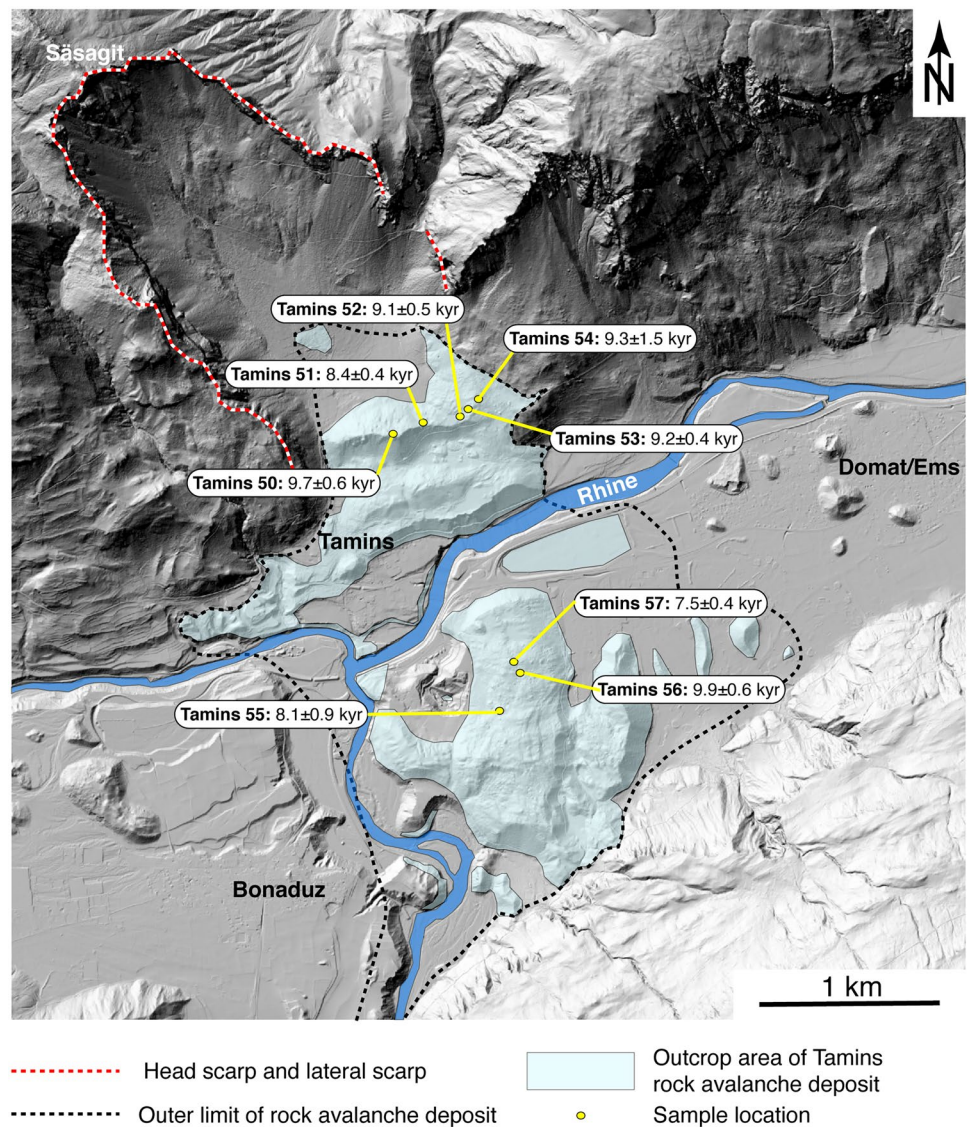 Säsagit
N
Tamins 52: 9.1±0.5 kyr
Tamins 54: 9.3±1.5 kyr
Tamins 51: 8.4±0.4 kyr
Tamins 53: 9.2±0.4 kyr
Domat/Ems
Tamins 50: 9.7±0.6 kyr
Rhine
Tamins
Tamins 57: 7.5±0.4 kyr
Tamins 56: 9.9±0.6 kyr
Tamins 55: 8.1±0.9 kyr
Bonaduz
1 km
Head scarp and lateral scarp
Outer limit of rock avalanche deposit
Outcrop area of Tamins
rock avalanche deposit
Sample location